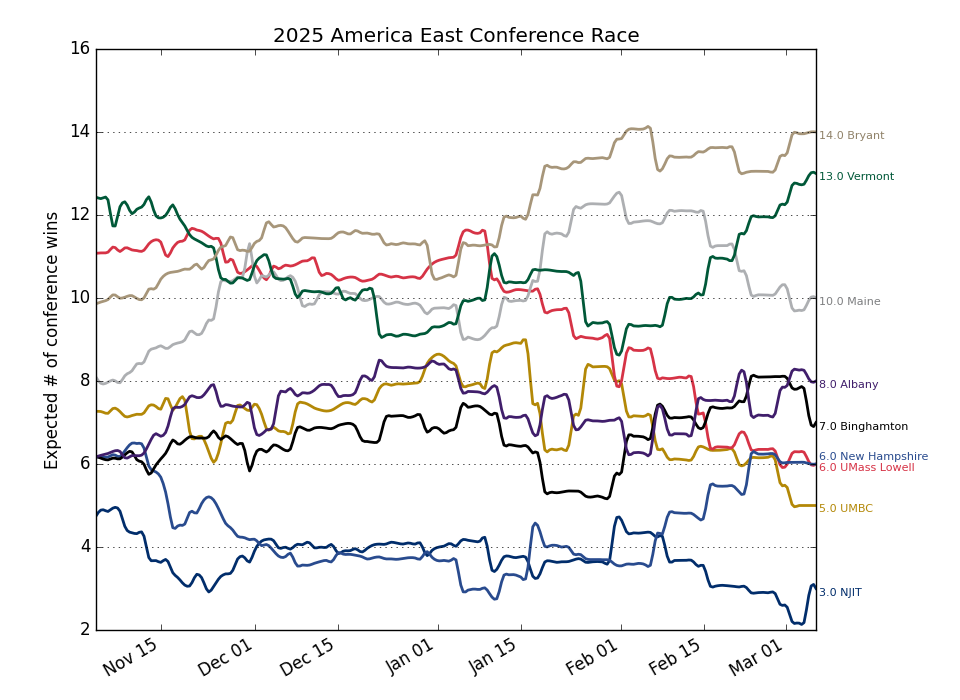 2025 America East Conference Race
16
14
12
10
8
6
4
2
Expected # of conference wins
14.0 Bryant
13.0 Vermont
10.0 Maine
8.0 Albany
7.0 Binghamton
6.0 New Hampshire
6.0 UMass Lowell
5.0 UMBC
3.0 NJIT
Nov 15
Dec 01
Dec 15
Jan 01
Jan 15
Feb 01
Feb 15
Mar 01